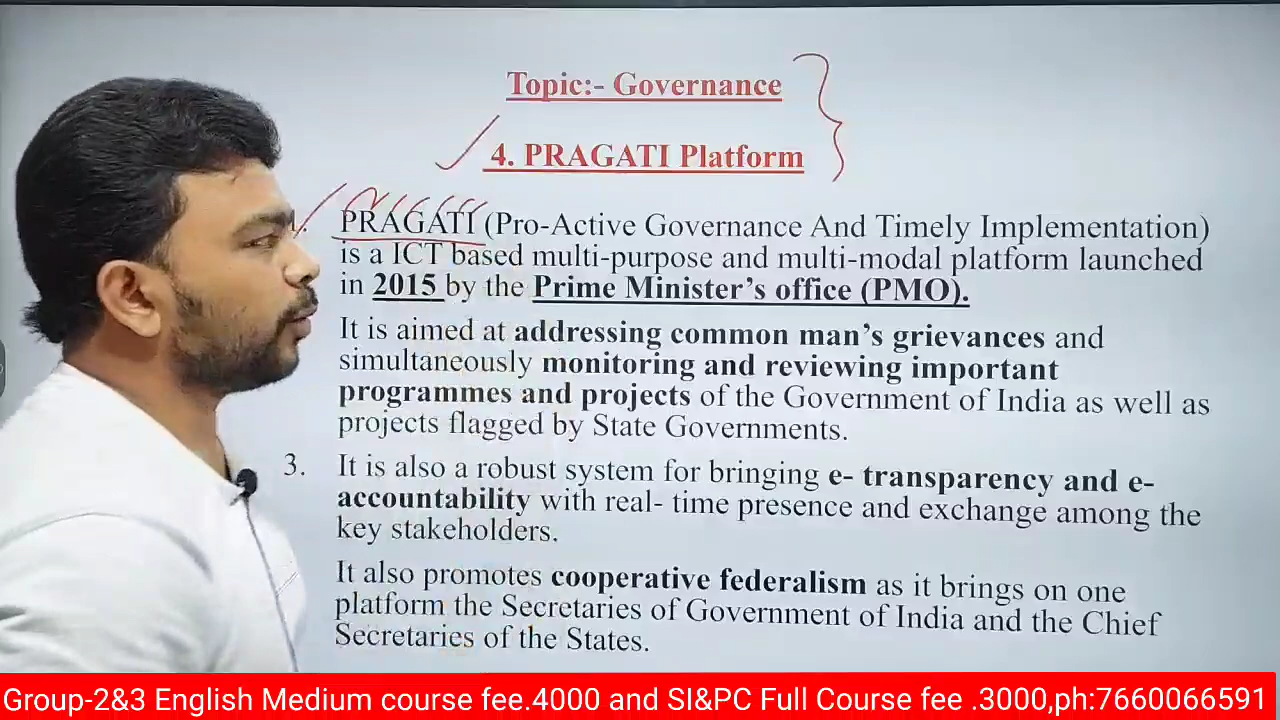 Topic:- Governance
4. PRAGATI Platform
PRAGATI (Pro-Active Governance And Timely Implementation)
is a ICT based multi-purpose and multi-modal platform launched
in 2015 by the Prime Minister's office (PMO).
It is aimed at addressing common man's grievances and
simultaneously monitoring and reviewing important
programmes and projects of the Government of India as well as
projects flagged by State Governments.
3. It is also a robust system for bringing e- transparency and e-
accountability with real- time presence and exchange among the
key stakeholders.
It also promotes cooperative federalism as it brings on one
platform the Secretaries of Government of India and the Chief
Secretaries of the States.
Group-2&3 English Medium course fee.4000 and SI&PC Full Course fee .3000,ph:7660066591